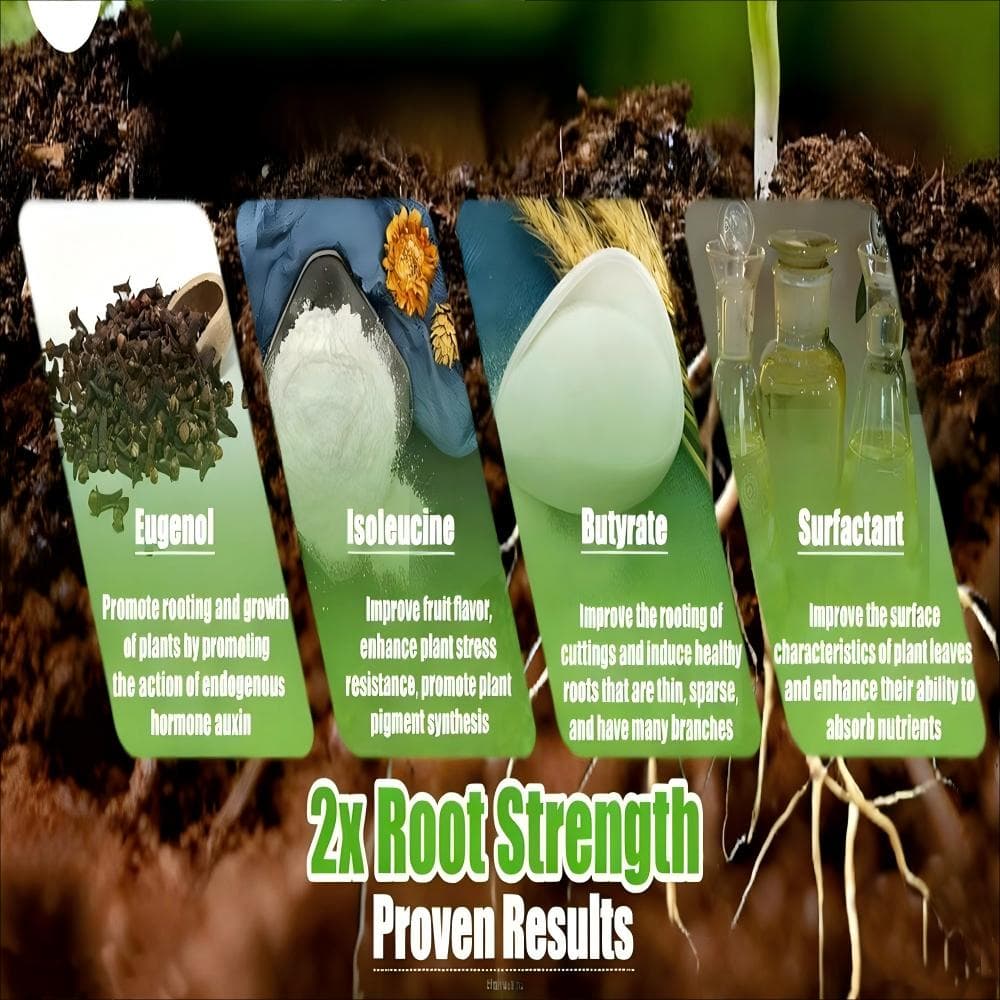 Eugenol
Promote rooting and growth
of plants by promoting
the action of endogenous
hormone auxin
Isoleucine
Improve fruit flavor,
enhance plant stress
resistance, promote plant
pigment synthesis
Butyrate
Improve the rooting of
cuttings and induce healthy
roots that are thin, sparse,
and have many branches
Surfactant
Improve the surface
characteristics of plant leaves
and enhance their ability to
absorb nutrients
2x Root Strength
Proven Results